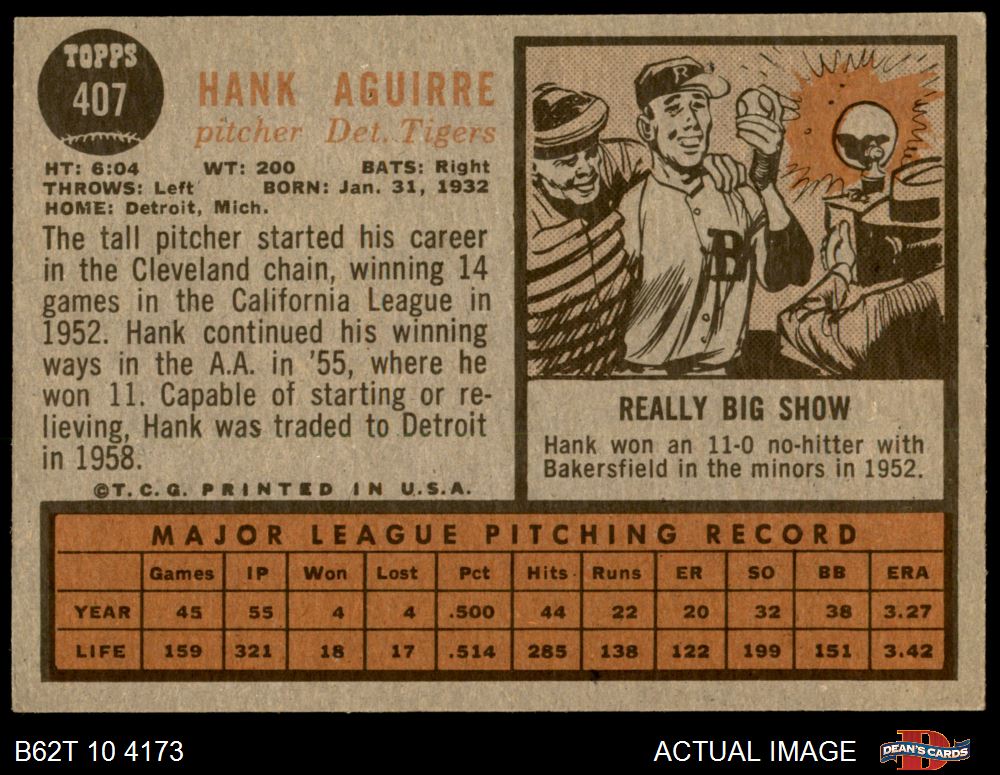 TOPPS
407
HANK AGUIRRE
pitcher Det. Tigers
HT: 6:04 WT: 200 BATS: Right
THROWS: Left BORN: Jan. 31, 1932
HOME: Detroit, Mich.
The tall pitcher started his career
in the Cleveland chain, winning 14
games in the California League in
1952. Hank continued his winning
ways in the A.A. in '55, where he
won 11. Capable of starting or re-
lieving, Hank was traded to Detroit
in 1958.
©T.C.G. PRINTED IN U.S.A.
B
B
REALLY BIG SHOW
Hank won an 11-0 no-hitter with
Bakersfield in the minors in 1952.
MAJOR LEAGUE PITCHING RECORD
Games IP Won Lost Pct Hits Runs ER SO BB ERA
YEAR 45 55 4 4 .500 44 22 20 32 38 3.27
LIFE 159 321 18 17 .514 285 138 122 199 151 3.42
B62T 10 4173
ACTUAL IMAGE
DEAN'S CARDS